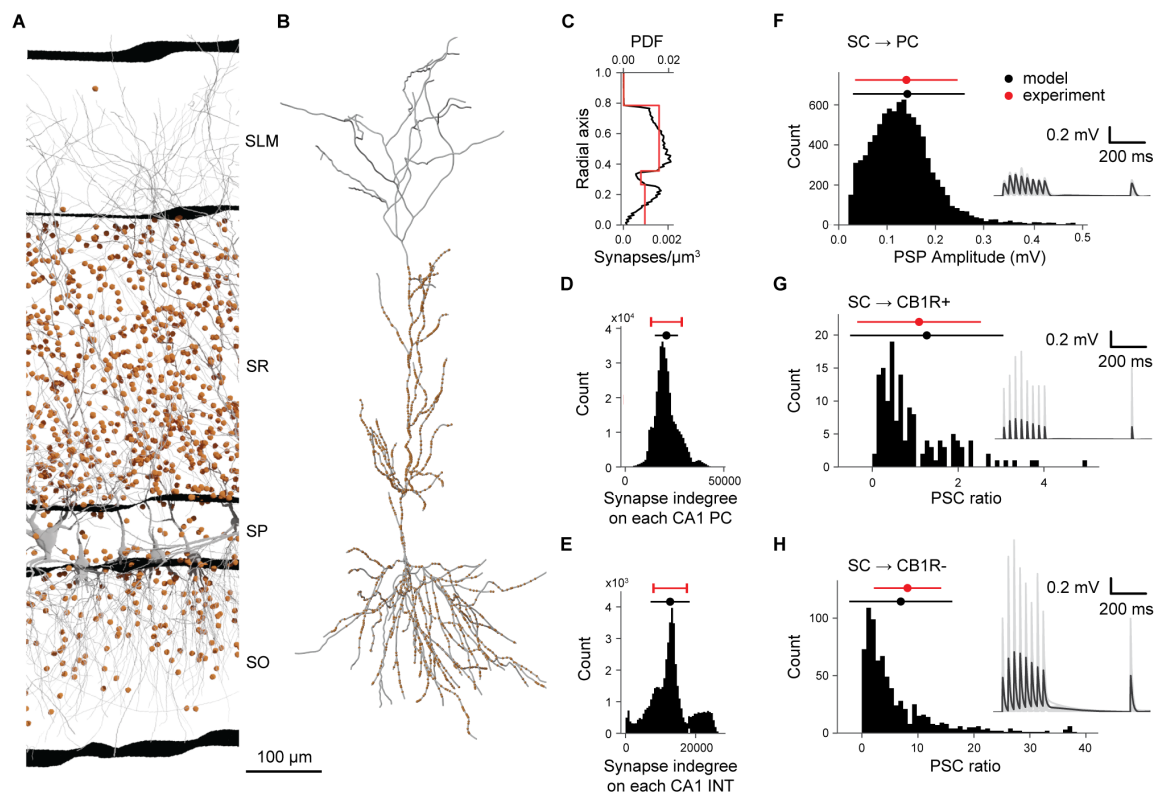 A
SLM
SR
SP
SO
100 µm
B
C
PDF
0.00 0.02
1.0
0.8
0.6
0.4
0.2
0.0
Radial axis
0.00 0.002
Synapses/µm³
D
x10⁴
4
3
2
1
0
Count
0 50000
Synapse indegree
on each CA1 PC
E
x10³
4
3
2
1
0
Count
0 20000
Synapse indegree
on each CA1 INT
F
SC → PC
model
experiment
600
400
200
0
Count
0.2 mV
200 ms
0.0 0.1 0.2 0.3 0.4 0.5
PSP Amplitude (mV)
G
SC → CB1R+
20
15
10
5
0
Count
0.2 mV
200 ms
0 2 4
PSC ratio
H
SC → CB1R-
100
50
0
Count
0.2 mV
200 ms
0 10 20 30 40
PSC ratio